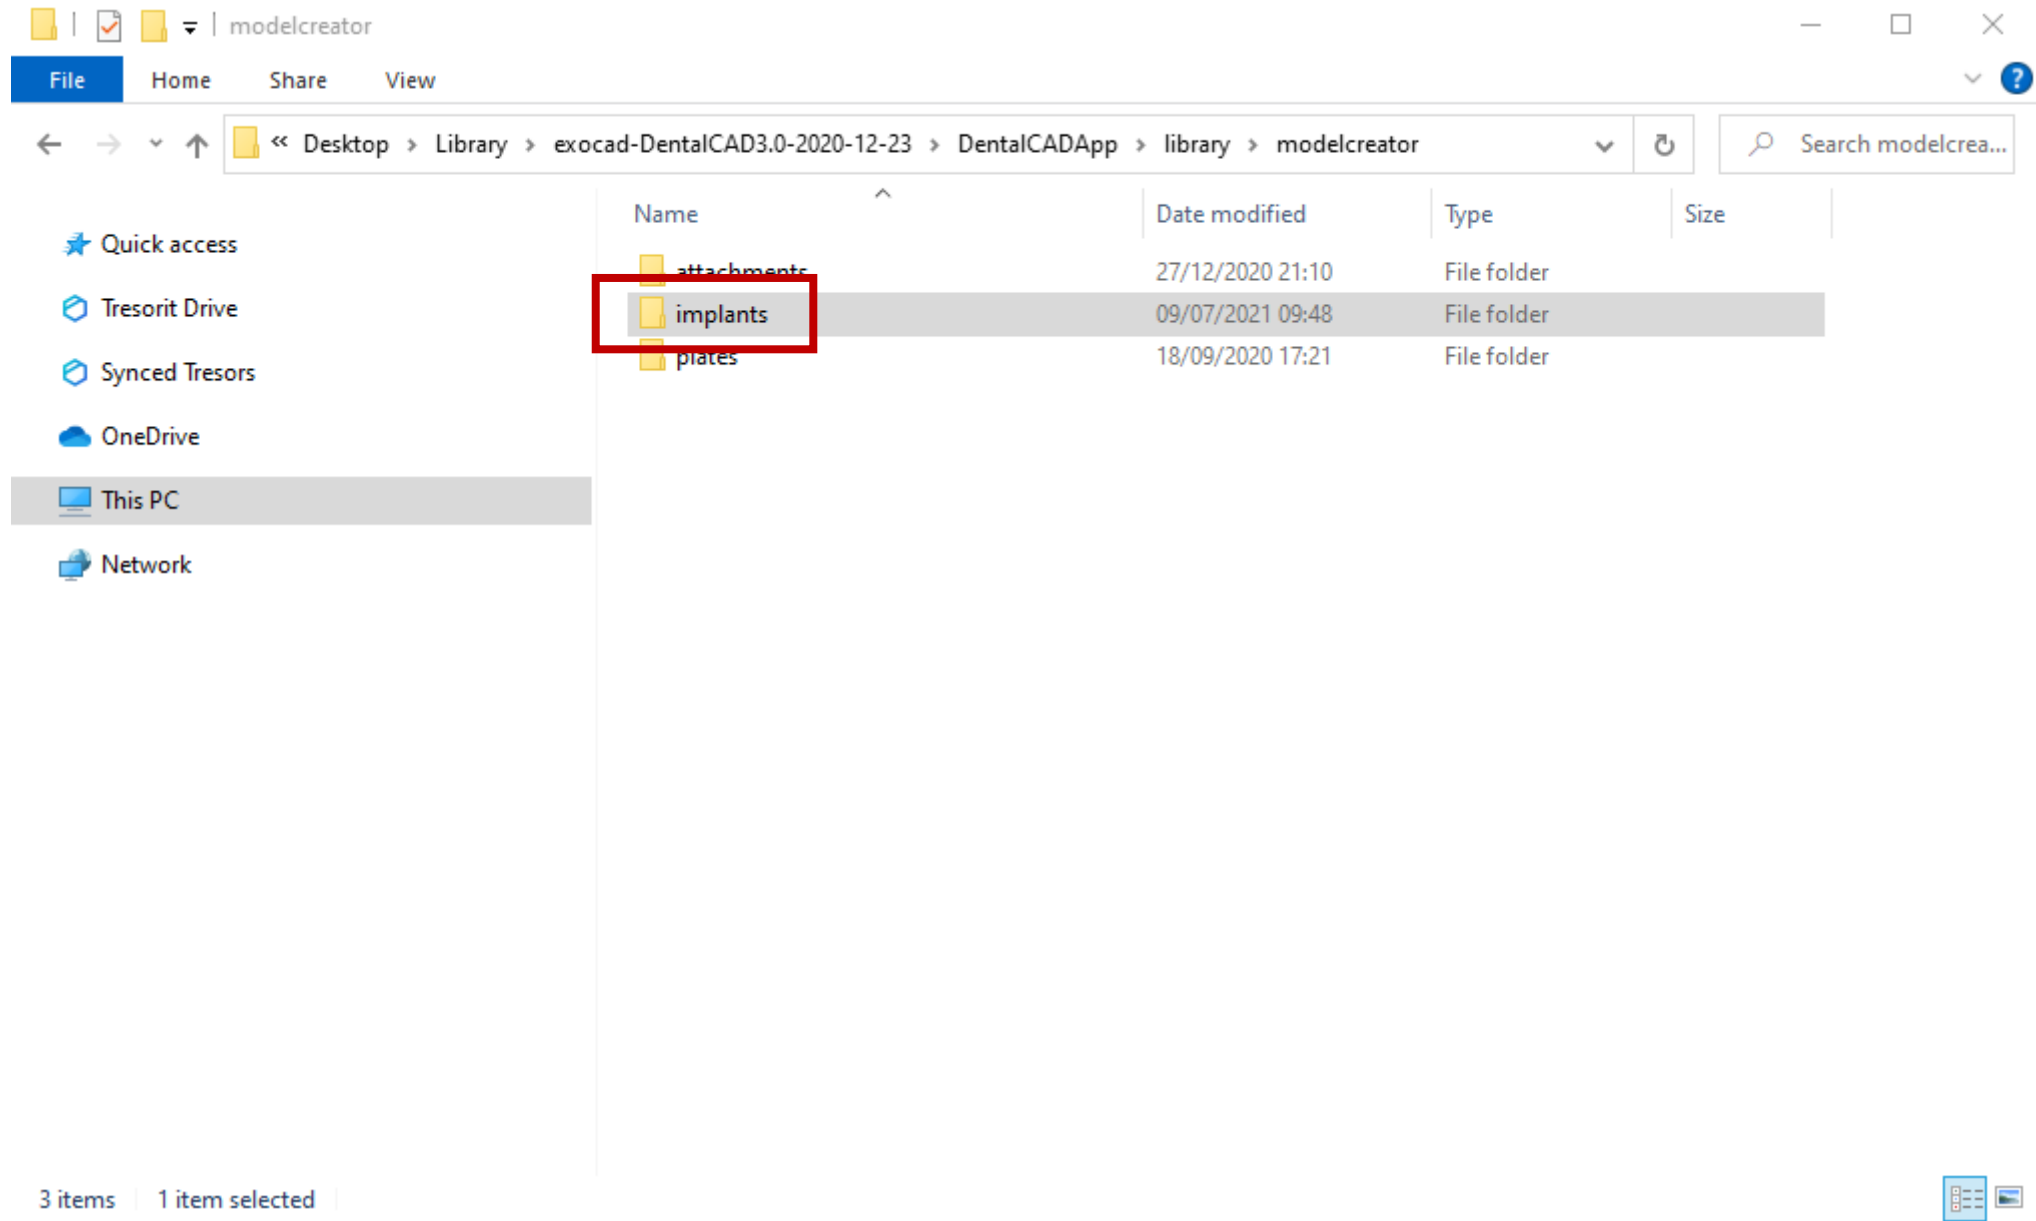 modelcreator
File Home Share View
« Desktop > Library > exocad-DentalCAD3.0-2020-12-23 > DentalCADApp > library > modelcreator
Search modelcrea...
Name Date modified Type Size
Quick access
Tresorit Drive
Synced Tresors
OneDrive
This PC
Network
attachments 27/12/2020 21:10 File folder
implants 09/07/2021 09:48 File folder
plates 18/09/2020 17:21 File folder
3 items 1 item selected